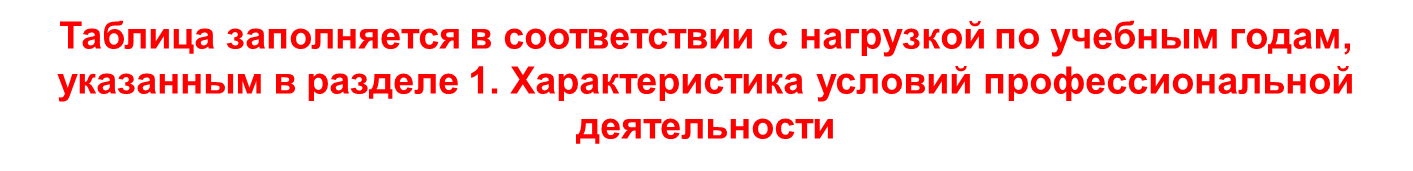 Таблица заполняется в соответствии с нагрузкой по учебным годам,
указанным в разделе 1. Характеристика условий профессиональной
деятельности